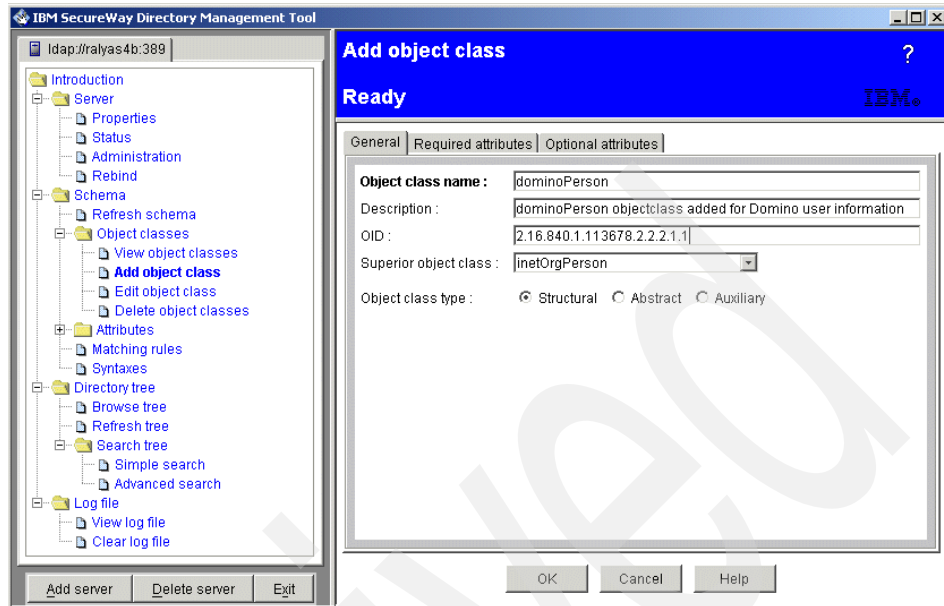 IBM SecureWay Directory Management Tool
ldap://ralyas4b:389
Introduction
Server
Properties
Status
Administration
Rebind
Schema
Refresh schema
Object classes
View object classes
Add object class
Edit object class
Delete object classes
Attributes
Matching rules
Syntaxes
Directory tree
Browse tree
Refresh tree
Search tree
Simple search
Advanced search
Log file
View log file
Clear log file
Add server Delete server Exit
Add object class ?
Ready IBM
General Required attributes Optional attributes
Object class name : dominoPerson
Description : dominoPerson objectclass added for Domino user information
OID : 2.16.840.1.113678.2.2.2.1.1
Superior object class : inetOrgPerson
Object class type : Structural Abstract Auxiliary
OK Cancel Help